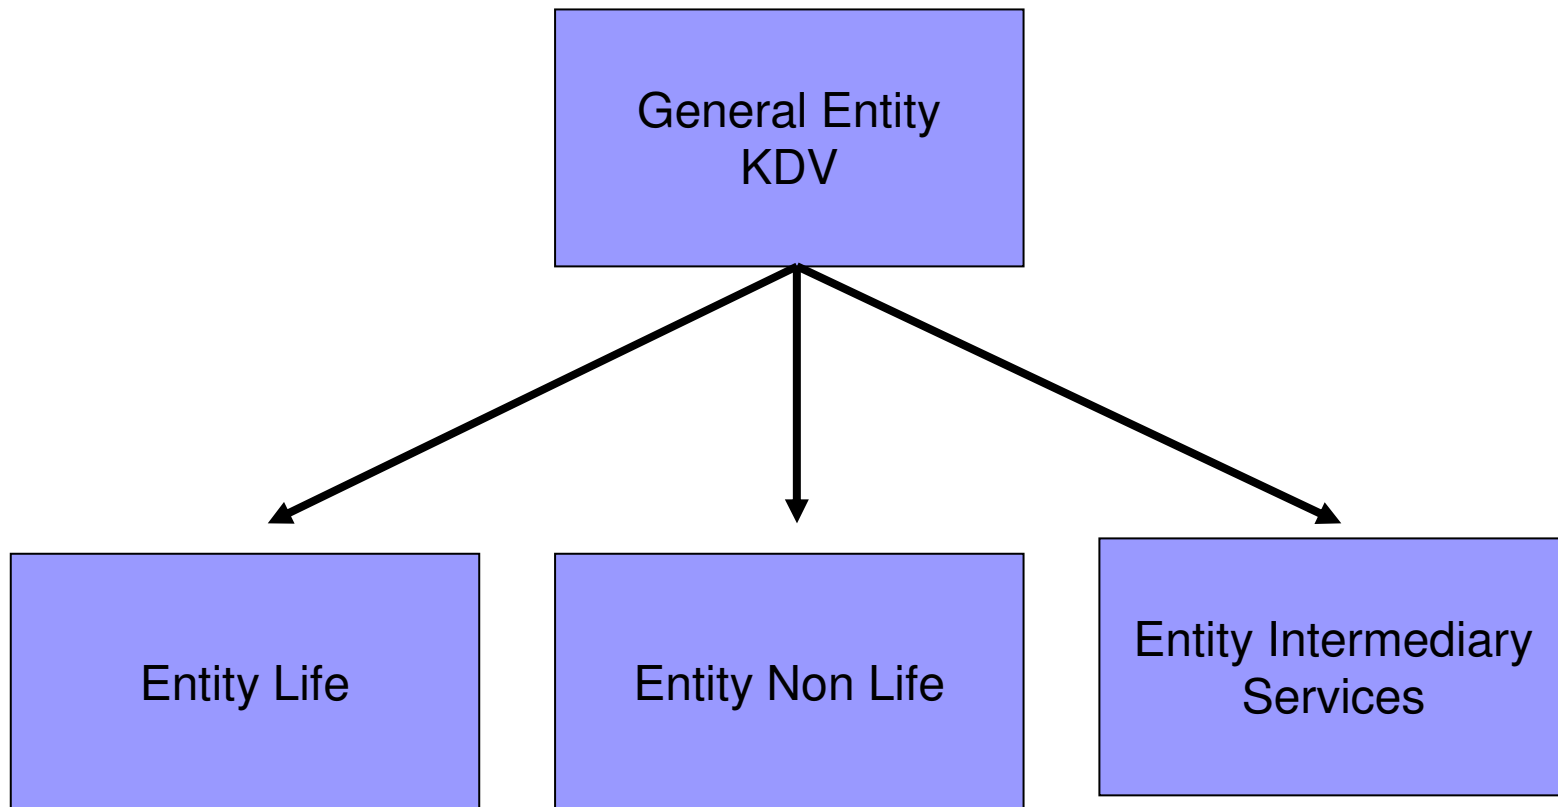 General Entity
KDV
Entity Life
Entity Non Life
Entity Intermediary
Services